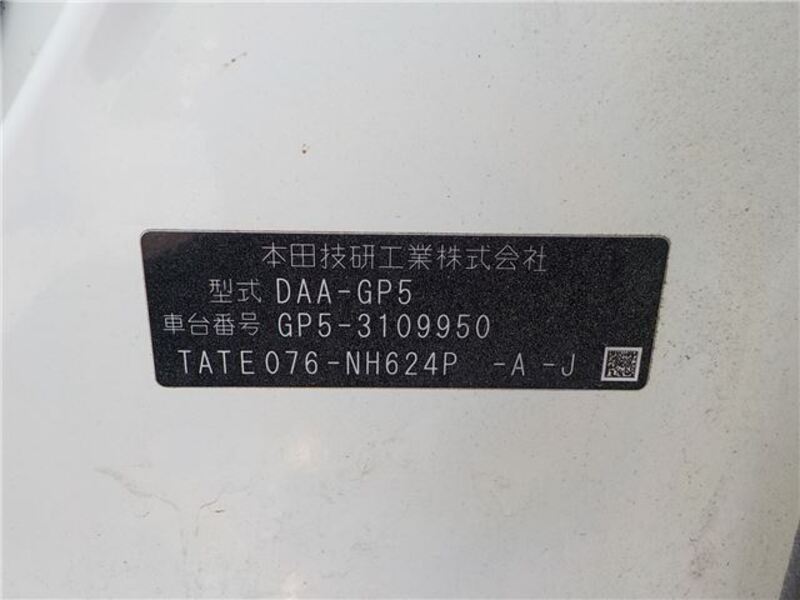 本田技研工業株式会社
型式 DAA-GP5
車台番号 GP5-3109950
TATE076-NH624P -A -J